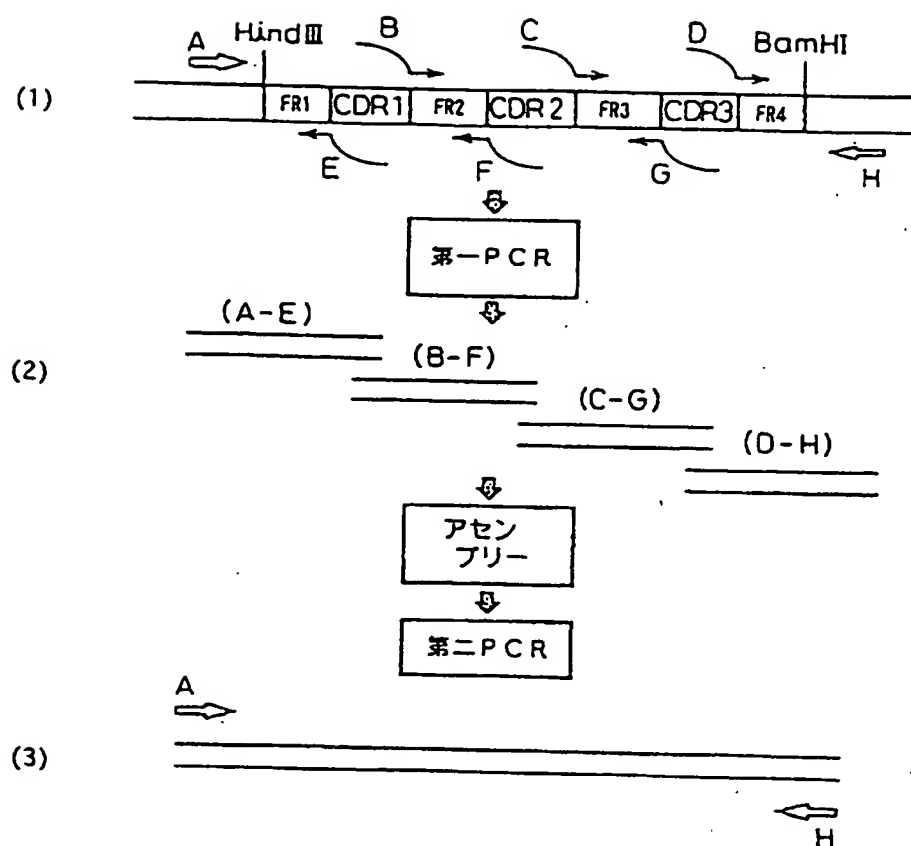 A HindⅢ B C D BamHI
(1)
FR1 CDR1 FR2 CDR2 FR3 CDR3 FR4
E F G H
第一PCR
(A-E)
(2)
(B-F)
(C-G)
(D-H)
アセン
ブリー
第二PCR
A
(3)
H